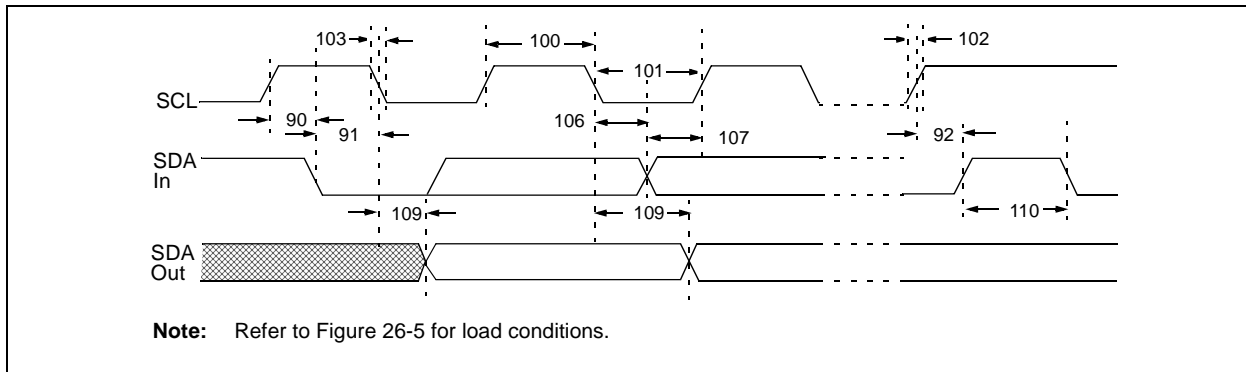 103 100 102
101
SCL
90 91 106 107 92
SDA
In
109 109 110
SDA
Out
Note: Refer to Figure 26-5 for load conditions.